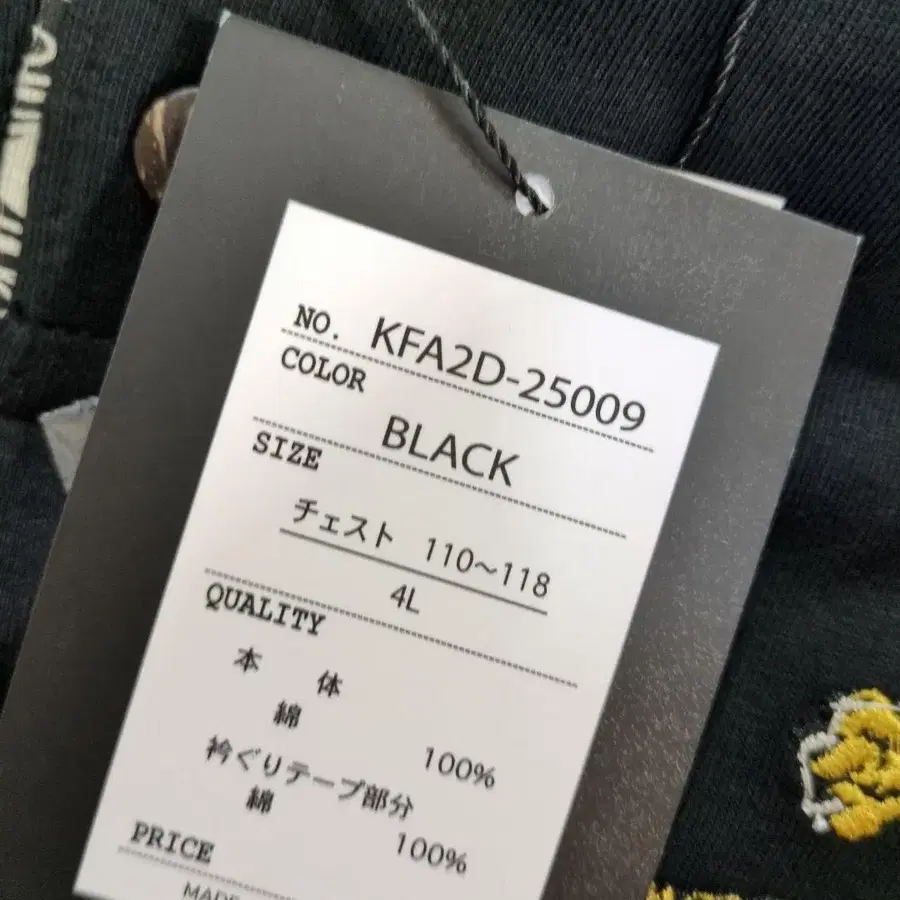 NO. KFA2D-25009
COLOR
BLACK
SIZE
チェスト 110～118
4L
QUALITY
本 体
綿 100%
衿ぐりテープ部分
綿 100%
PRICE
MADE